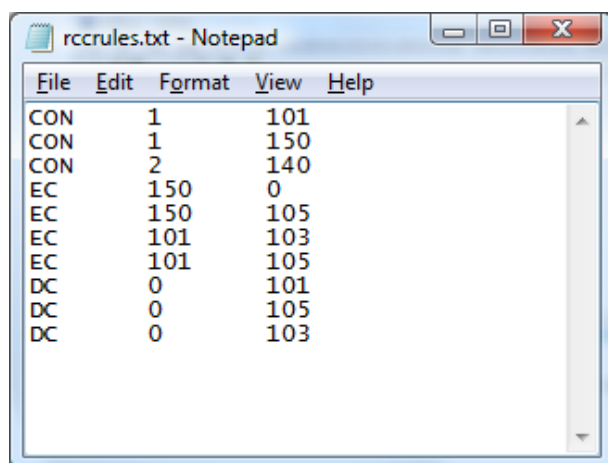 rccrules.txt - Notepad
File Edit Format View Help
CON 1 101
CON 1 150
CON 2 140
EC 150 0
EC 150 105
EC 101 103
EC 101 105
DC 0 101
DC 0 105
DC 0 103